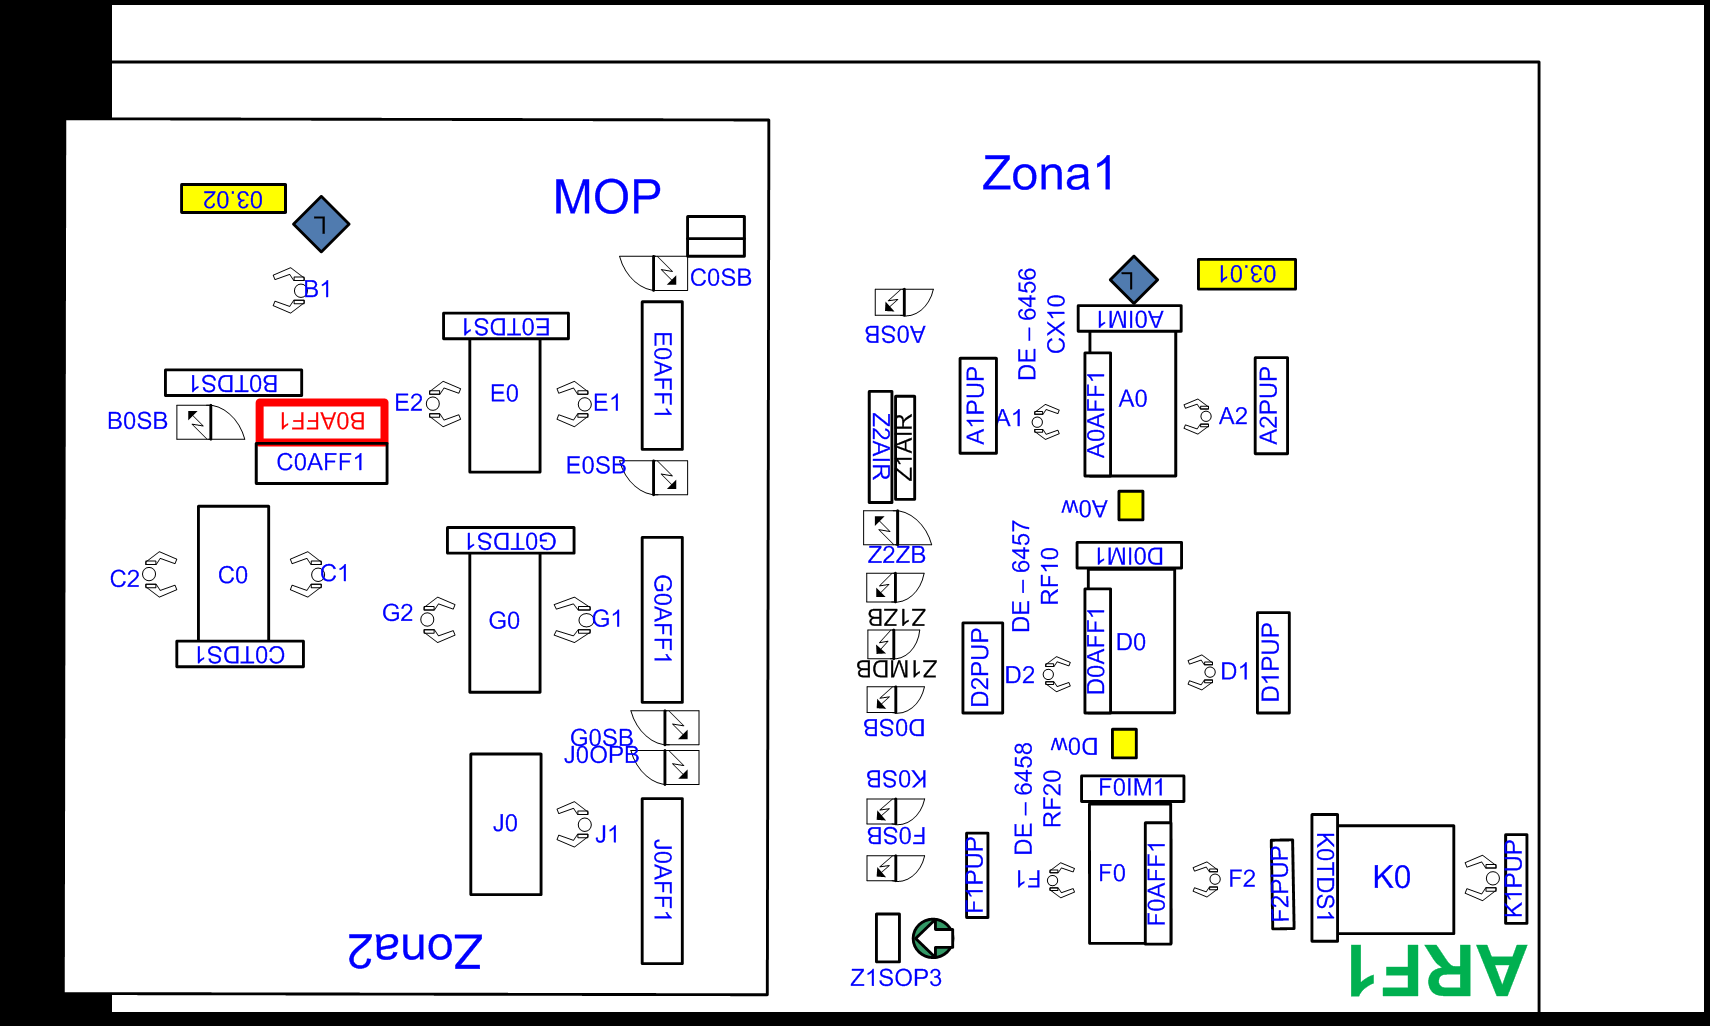 Zona1
MOP
03.02
L
B1
C0SB
E0TDS1
E0AFF1
B0TDS1
B0SB
B0AFF1
C0AFF1
E2
E0
E1
E0SB
C2
C0
C1
C0TDS1
G0TDS1
G2
G0
G1
G0AFF1
G0SB
J0OPB
J0
J1
J0AFF1
Zona2
A0SB
DE – 6456
CX10
L
03.01
A0IM1
A1PUP
A1
A0AFF1
A0
A2
A2PUP
Z2AIR
Z1AIR
A0w
Z2ZB
Z1ZB
Z1MDB
D0SB
DE – 6457
RF10
D0IM1
D2PUP
D2
D0AFF1
D0
D1
D1PUP
D0w
K0SB
F0SB
DE – 6458
RF20
F0IM1
F1PUP
F1
F0
F0AFF1
F2
F2PUP
K0TDS1
K0
K1PUP
Z1SOP3
ARF1